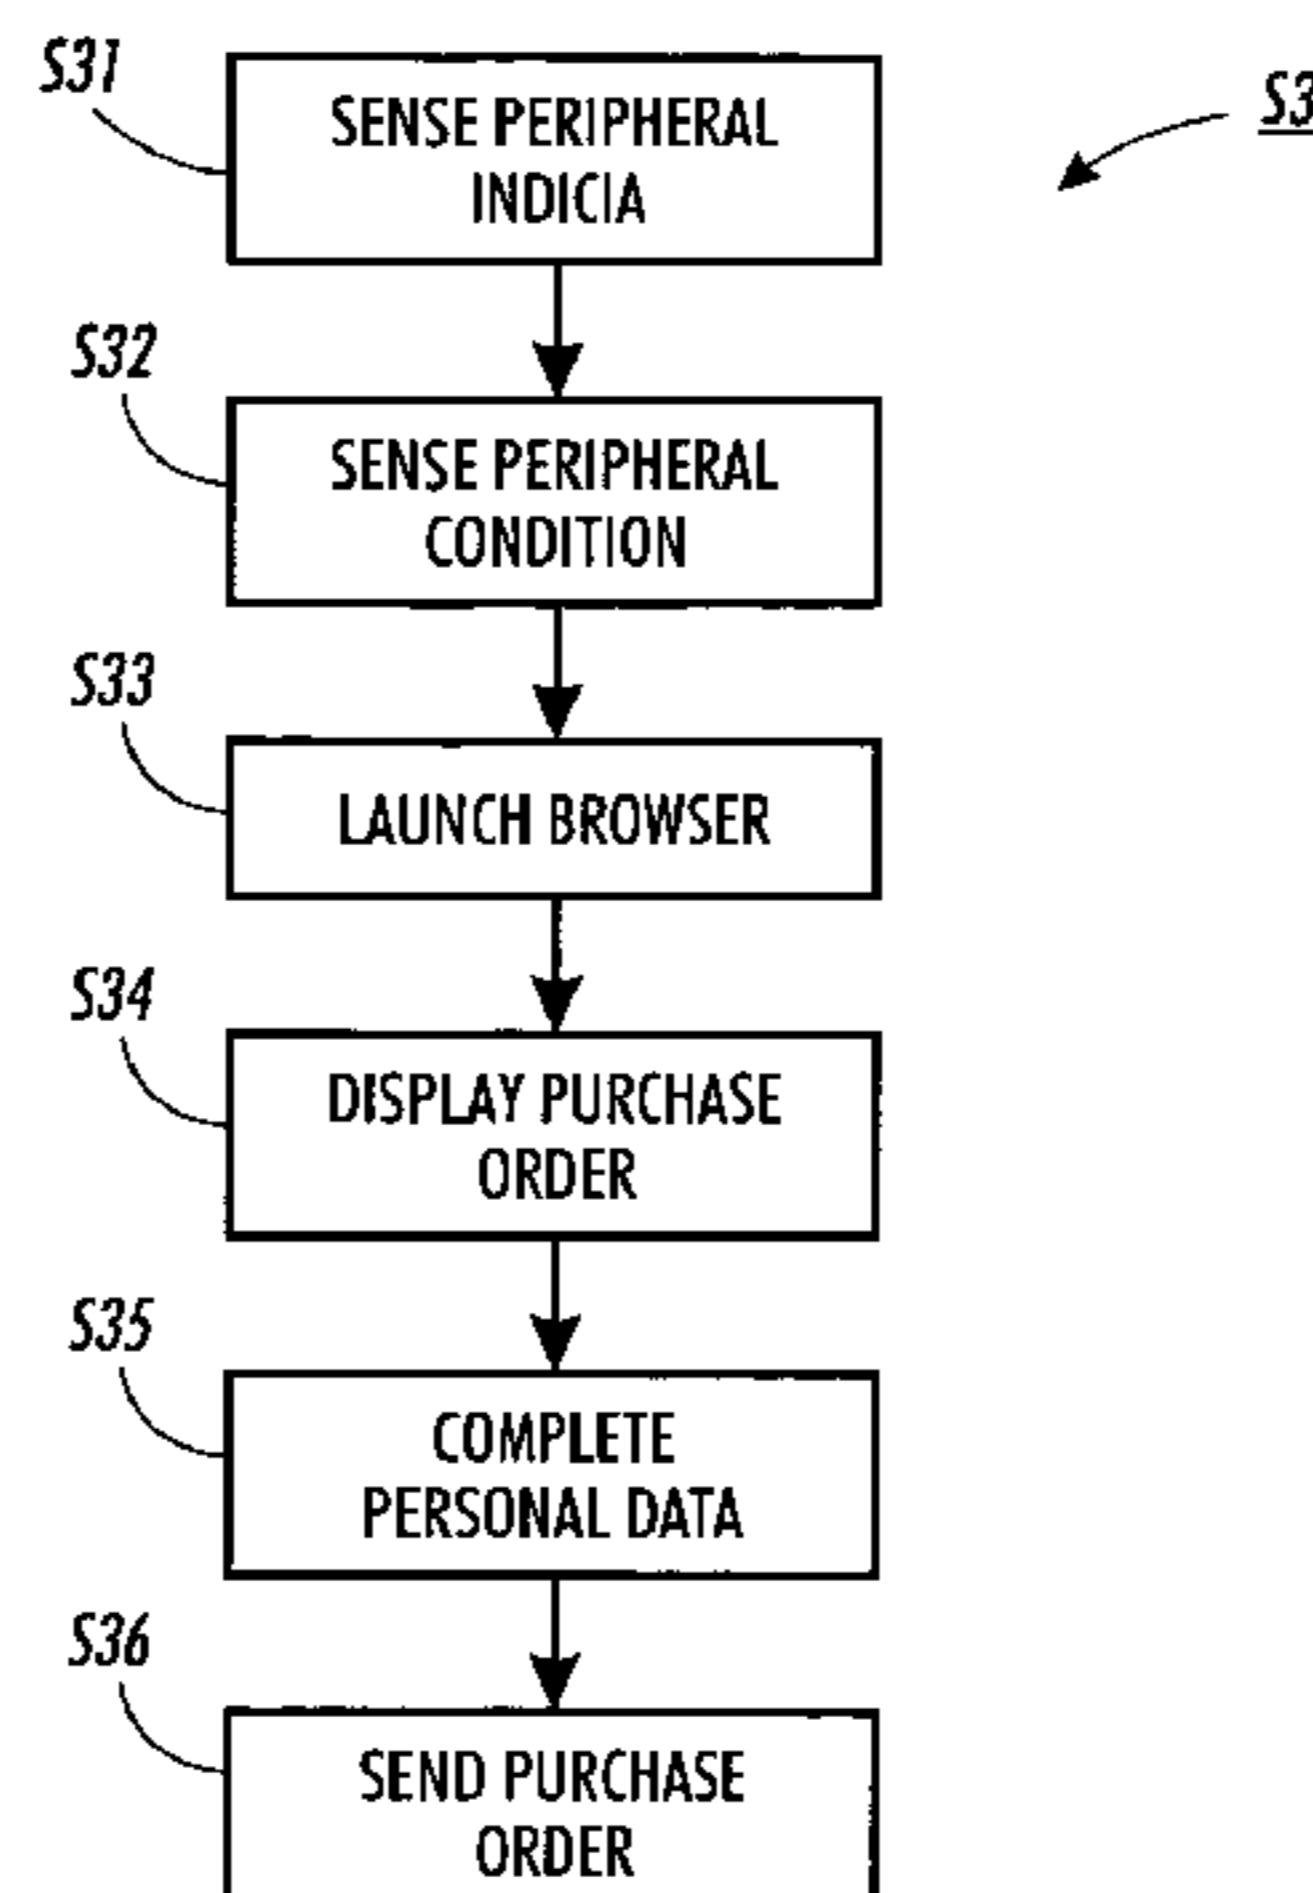 S31
SENSE PERIPHERAL
INDICIA
S3
S32
SENSE PERIPHERAL
CONDITION
S33
LAUNCH BROWSER
S34
DISPLAY PURCHASE
ORDER
S35
COMPLETE
PERSONAL DATA
S36
SEND PURCHASE
ORDER